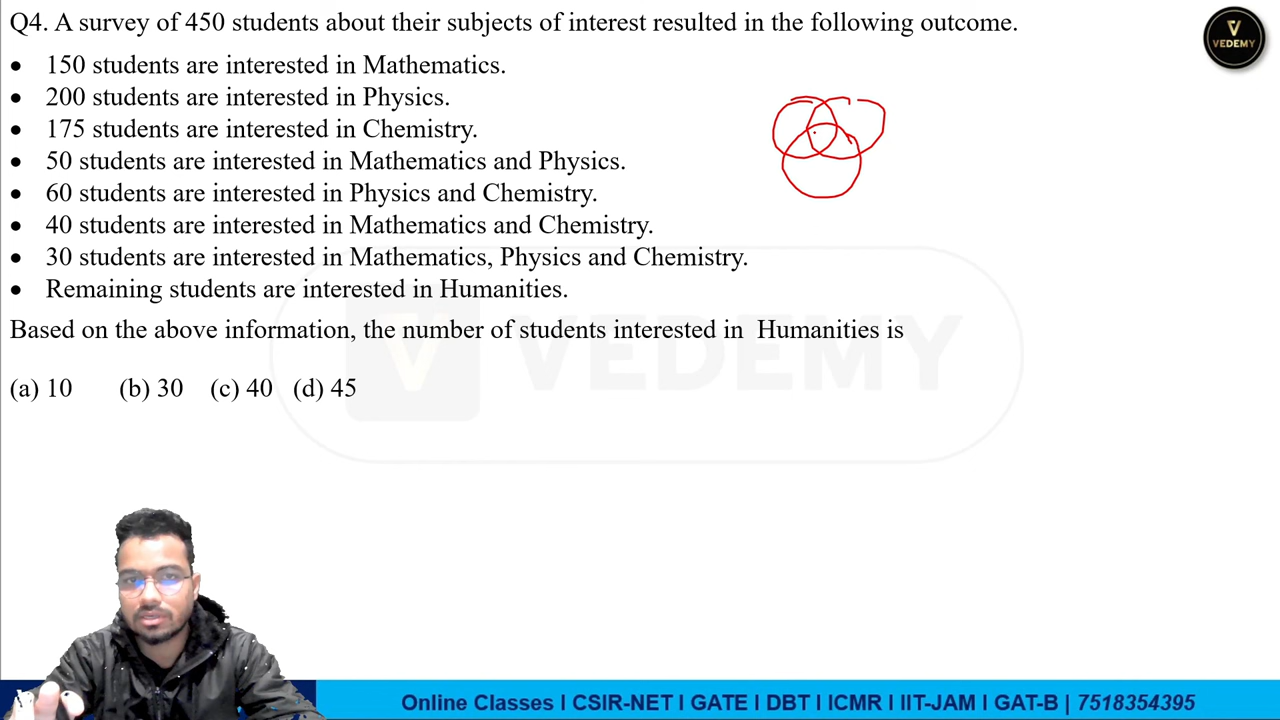 Q4. A survey of 450 students about their subjects of interest resulted in the following outcome.
• 150 students are interested in Mathematics.
• 200 students are interested in Physics.
• 175 students are interested in Chemistry.
• 50 students are interested in Mathematics and Physics.
• 60 students are interested in Physics and Chemistry.
• 40 students are interested in Mathematics and Chemistry.
• 30 students are interested in Mathematics, Physics and Chemistry.
• Remaining students are interested in Humanities.
Based on the above information, the number of students interested in Humanities is
(a) 10 (b) 30 (c) 40 (d) 45
V
VEDEMY
V VEDEMY
Online Classes I CSIR-NET I GATE I DBT I ICMR I IIT-JAM I GAT-B | 7518354395